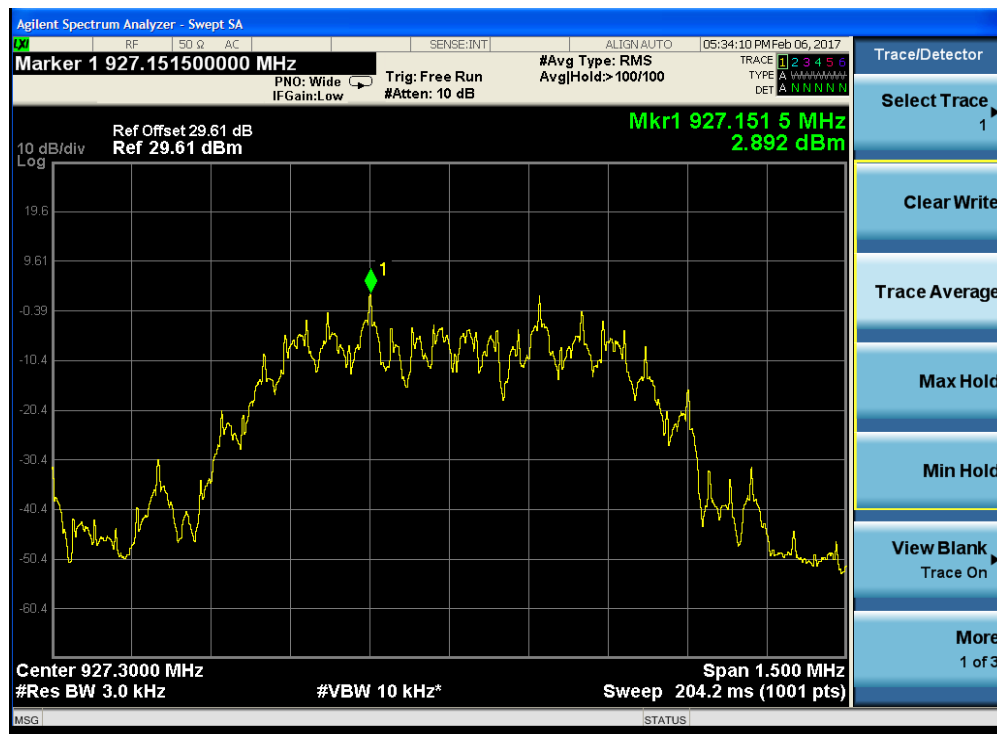 Agilent Spectrum Analyzer - Swept SA
LXI RF 50 Ω AC SENSE:INT ALIGN AUTO 05:34:10 PM Feb 06, 2017
Marker 1 927.151500000 MHz
PNO: Wide
IFGain:Low
Trig: Free Run
#Atten: 10 dB
#Avg Type: RMS
Avg|Hold:>100/100
TRACE 1 2 3 4 5 6
TYPE A WWWWW
DET A N N N N N
Mkr1 927.151 5 MHz
2.892 dBm
Ref Offset 29.61 dB
10 dB/div Ref 29.61 dBm
Log
19.6
9.61
-0.39
-10.4
-20.4
-30.4
-40.4
-50.4
-60.4
1
Center 927.3000 MHz Span 1.500 MHz
#Res BW 3.0 kHz #VBW 10 kHz* Sweep 204.2 ms (1001 pts)
MSG STATUS
Trace/Detector
Select Trace
1
Clear Write
Trace Average
Max Hold
Min Hold
View Blank
Trace On
More
1 of 3